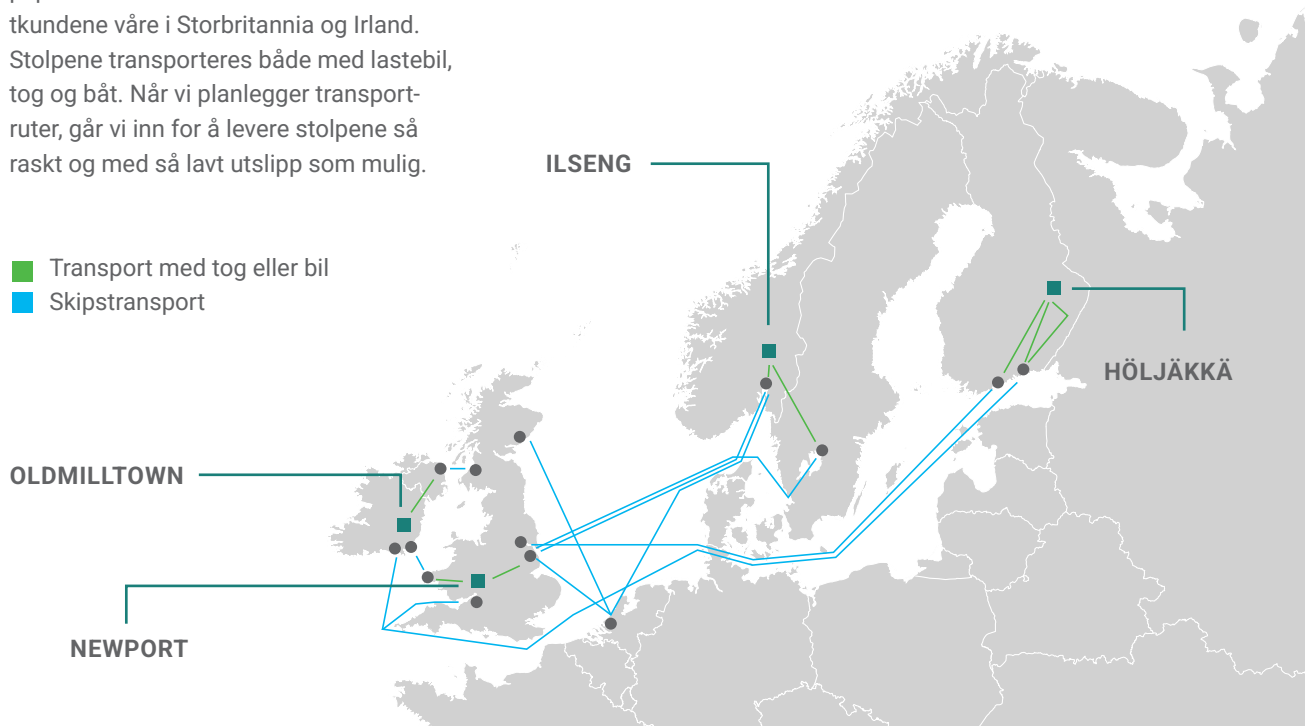 tkundene våre i Storbritannia og Irland.
Stolpene transporteres både med lastebil,
tog og båt. Når vi planlegger transport-
ruter, går vi inn for å levere stolpene så
raskt og med så lavt utslipp som mulig.
Transport med tog eller bil
Skipstransport
ILSENG
HÖLJÄKKÄ
OLDMILLTOWN
NEWPORT